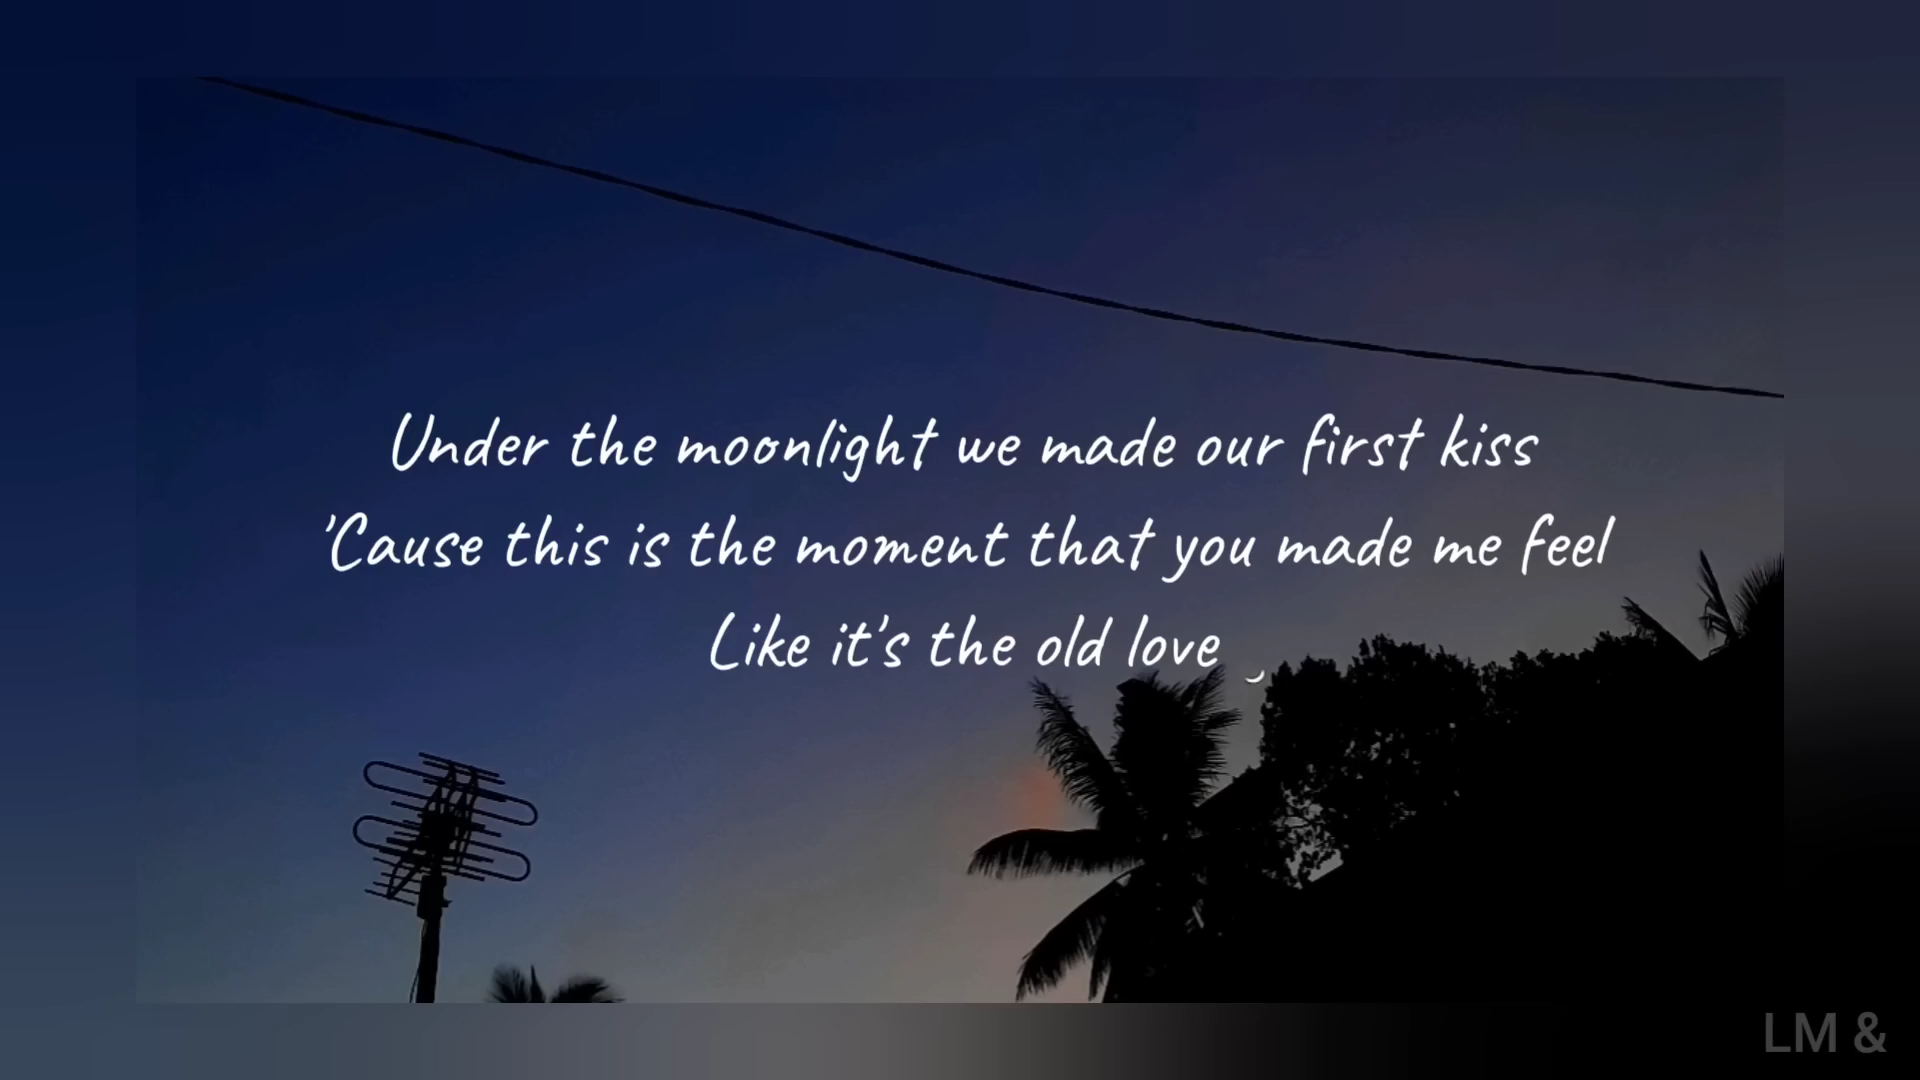 Under the moonlight we made our first kiss
'Cause this is the moment that you made me feel
Like it's the old love
LM &